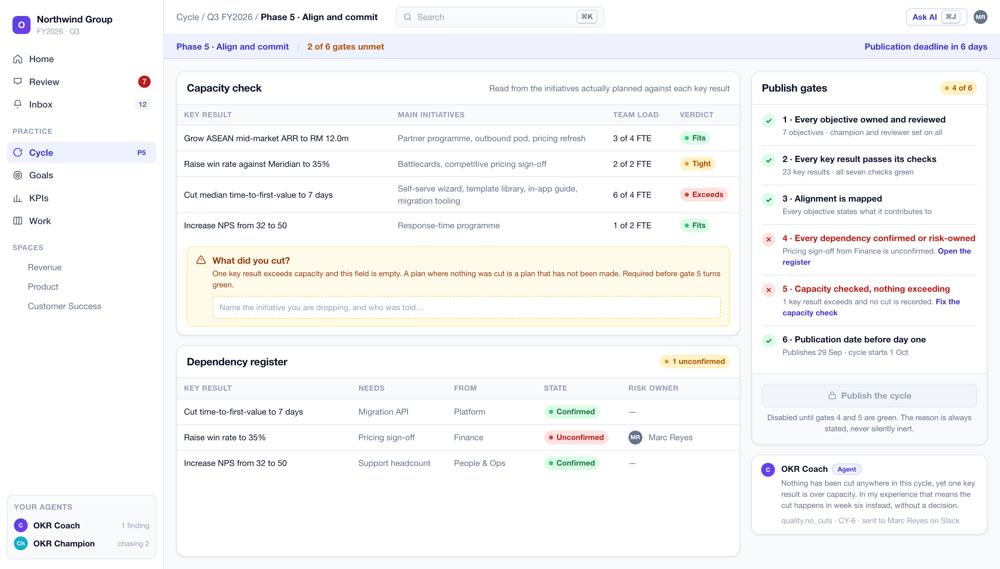 O
Northwind Group
FY2026 · Q3
Home
Review 7
Inbox 12
PRACTICE
Cycle P5
Goals
KPIs
Work
SPACES
Revenue
Product
Customer Success
YOUR AGENTS
C OKR Coach 1 finding
Ch OKR Champion chasing 2
Cycle / Q3 FY2026 / Phase 5 · Align and commit
Search ⌘K
Ask AI ⌘J
MR
Phase 5 · Align and commit
2 of 6 gates unmet
Publication deadline in 6 days
Capacity check
Read from the initiatives actually planned against each key result
KEY RESULT MAIN INITIATIVES TEAM LOAD VERDICT
Grow ASEAN mid-market ARR to RM 12.0m Partner programme, outbound pod, pricing refresh 3 of 4 FTE Fits
Raise win rate against Meridian to 35% Battlecards, competitive pricing sign-off 2 of 2 FTE Tight
Cut median time-to-first-value to 7 days Self-serve wizard, template library, in-app guide, 6 of 4 FTE Exceeds
migration tooling
Increase NPS from 32 to 50 Response-time programme 1 of 2 FTE Fits
What did you cut?
One key result exceeds capacity and this field is empty. A plan where nothing was cut is a plan that has not been made. Required before gate 5 turns
green.
Name the initiative you are dropping, and who was told…
Dependency register
1 unconfirmed
KEY RESULT NEEDS FROM STATE RISK OWNER
Cut time-to-first-value to 7 days Migration API Platform Confirmed —
Raise win rate to 35% Pricing sign-off Finance Unconfirmed MR Marc Reyes
Increase NPS from 32 to 50 Support headcount People & Ops Confirmed —
Publish gates
4 of 6
1 · Every objective owned and reviewed
7 objectives · champion and reviewer set on all
2 · Every key result passes its checks
23 key results · all seven checks green
3 · Alignment is mapped
Every objective states what it contributes to
4 · Every dependency confirmed or risk-owned
Pricing sign-off from Finance is unconfirmed. Open the
register
5 · Capacity checked, nothing exceeding
1 key result exceeds and no cut is recorded. Fix the
capacity check
6 · Publication date before day one
Publishes 29 Sep · cycle starts 1 Oct
Publish the cycle
Disabled until gates 4 and 5 are green. The reason is always
stated, never silently inert.
C OKR Coach Agent
Nothing has been cut anywhere in this cycle, yet one key
result is over capacity. In my experience that means the
cut happens in week six instead, without a decision.
quality.no_cuts · CY-6 · sent to Marc Reyes on Slack